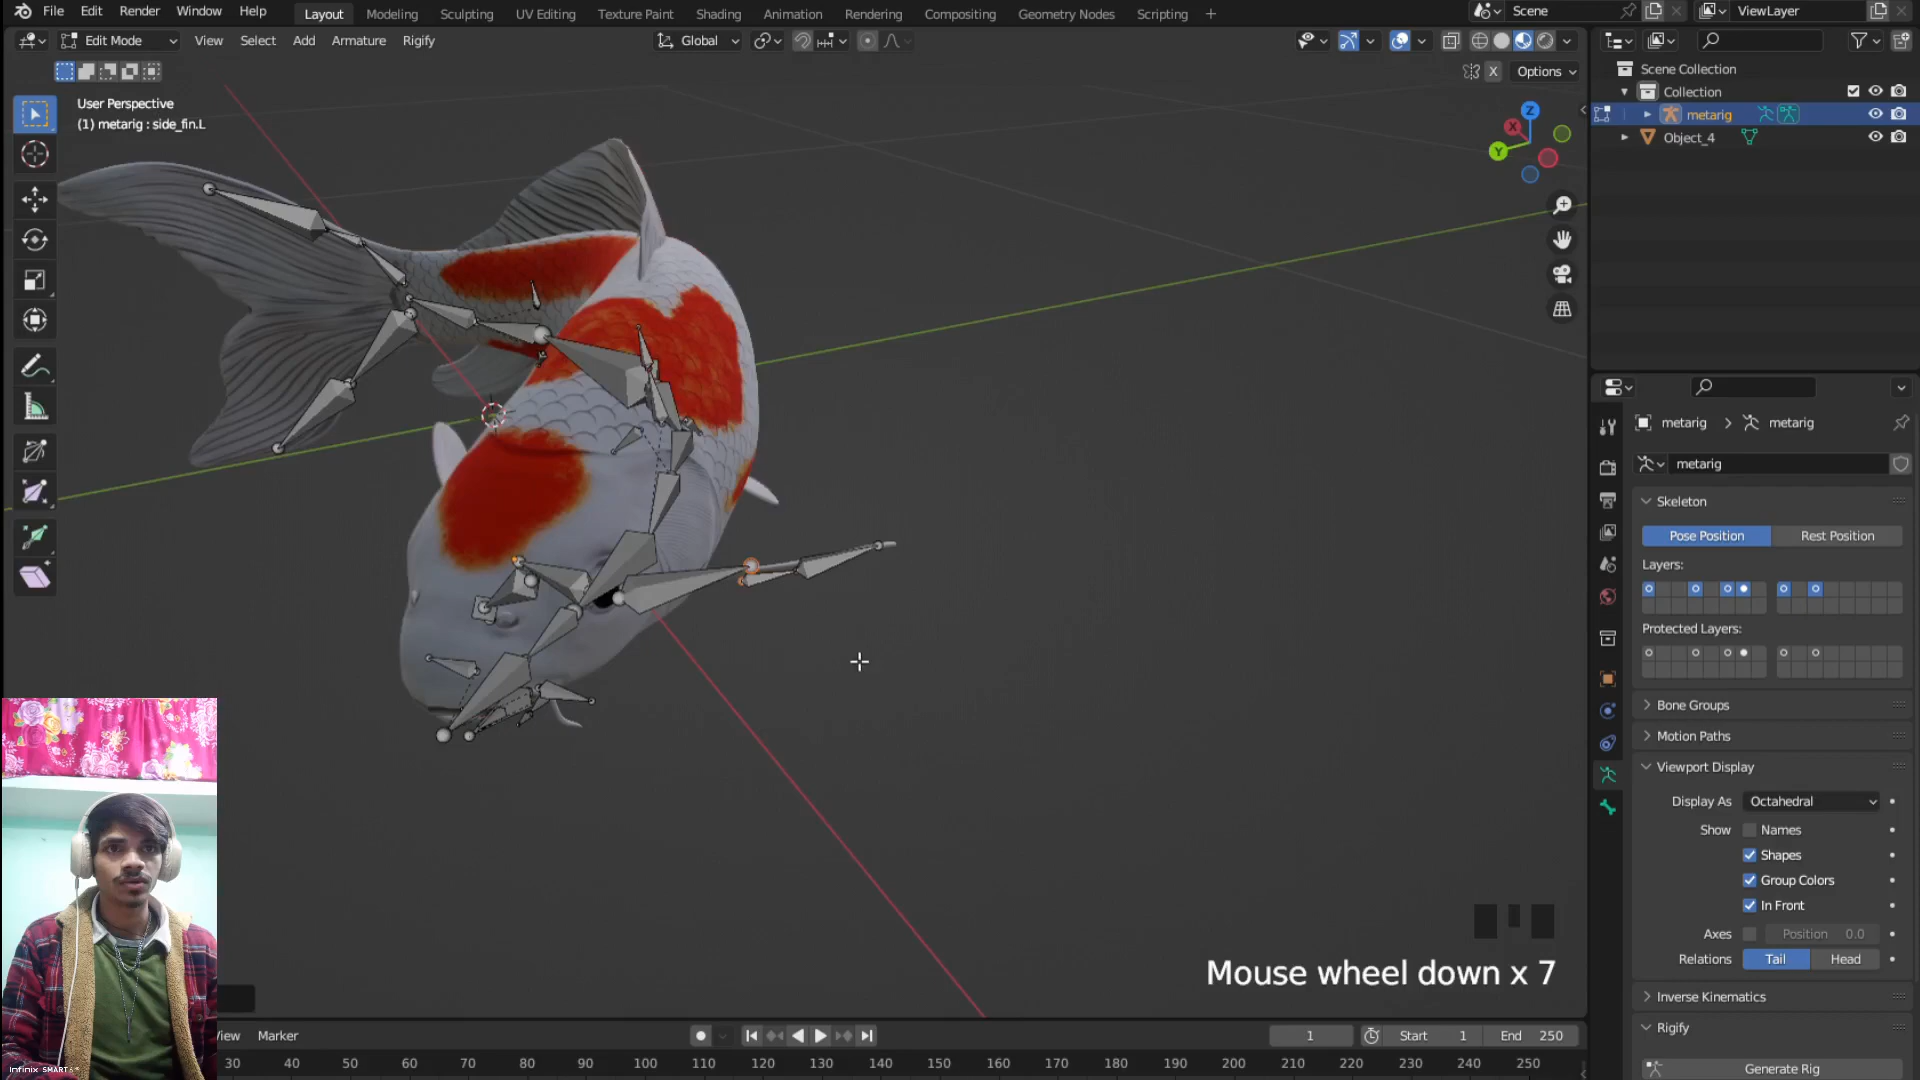 File Edit Render Window Help Layout Modeling Sculpting UV Editing Texture Paint Shading Animation Rendering Compositing Geometry Nodes Scripting + Scene ViewLayer
Edit Mode View Select Add Armature Rigify Global
X Options
User Perspective
(1) metarig : side_fin.L
Z
X
Y
Scene Collection
Collection
metarig
Object_4
metarig > metarig
metarig
Skeleton
Pose Position Rest Position
Layers:
Protected Layers:
Bone Groups
Motion Paths
Viewport Display
Display As Octahedral
Show Names
Shapes
Group Colors
In Front
Axes Position 0.0
Relations Tail Head
Inverse Kinematics
Rigify
Generate Rig
Mouse wheel down x 7
View Marker 1 Start 1 End 250
30 40 50 60 70 80 90 100 110 120 130 140 150 160 170 180 190 200 210 220 230 240 250
Infinix SMART